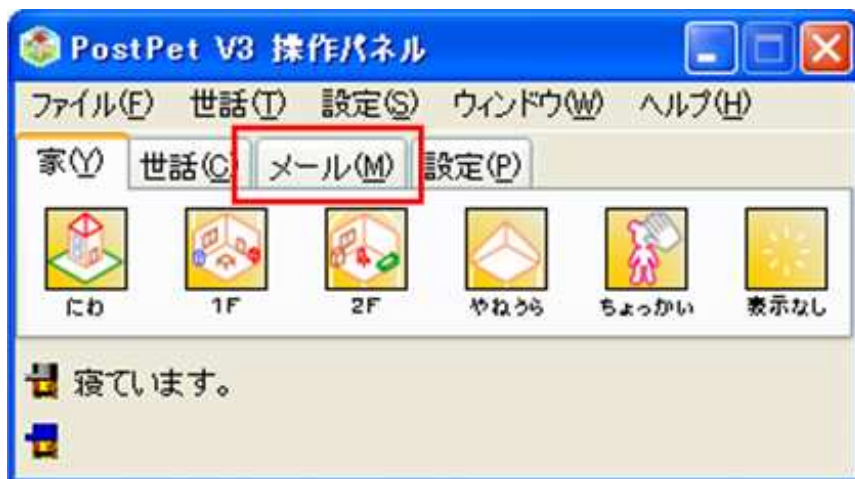 PostPet V3 操作パネル
ファイル(F) 世話(T) 設定(S) ウィンドウ(W) ヘルプ(H)
家(Y) 世話(C) メール(M) 設定(P)
にわ 1F 2F やねうら ちょっかい 表示なし
寝ています。